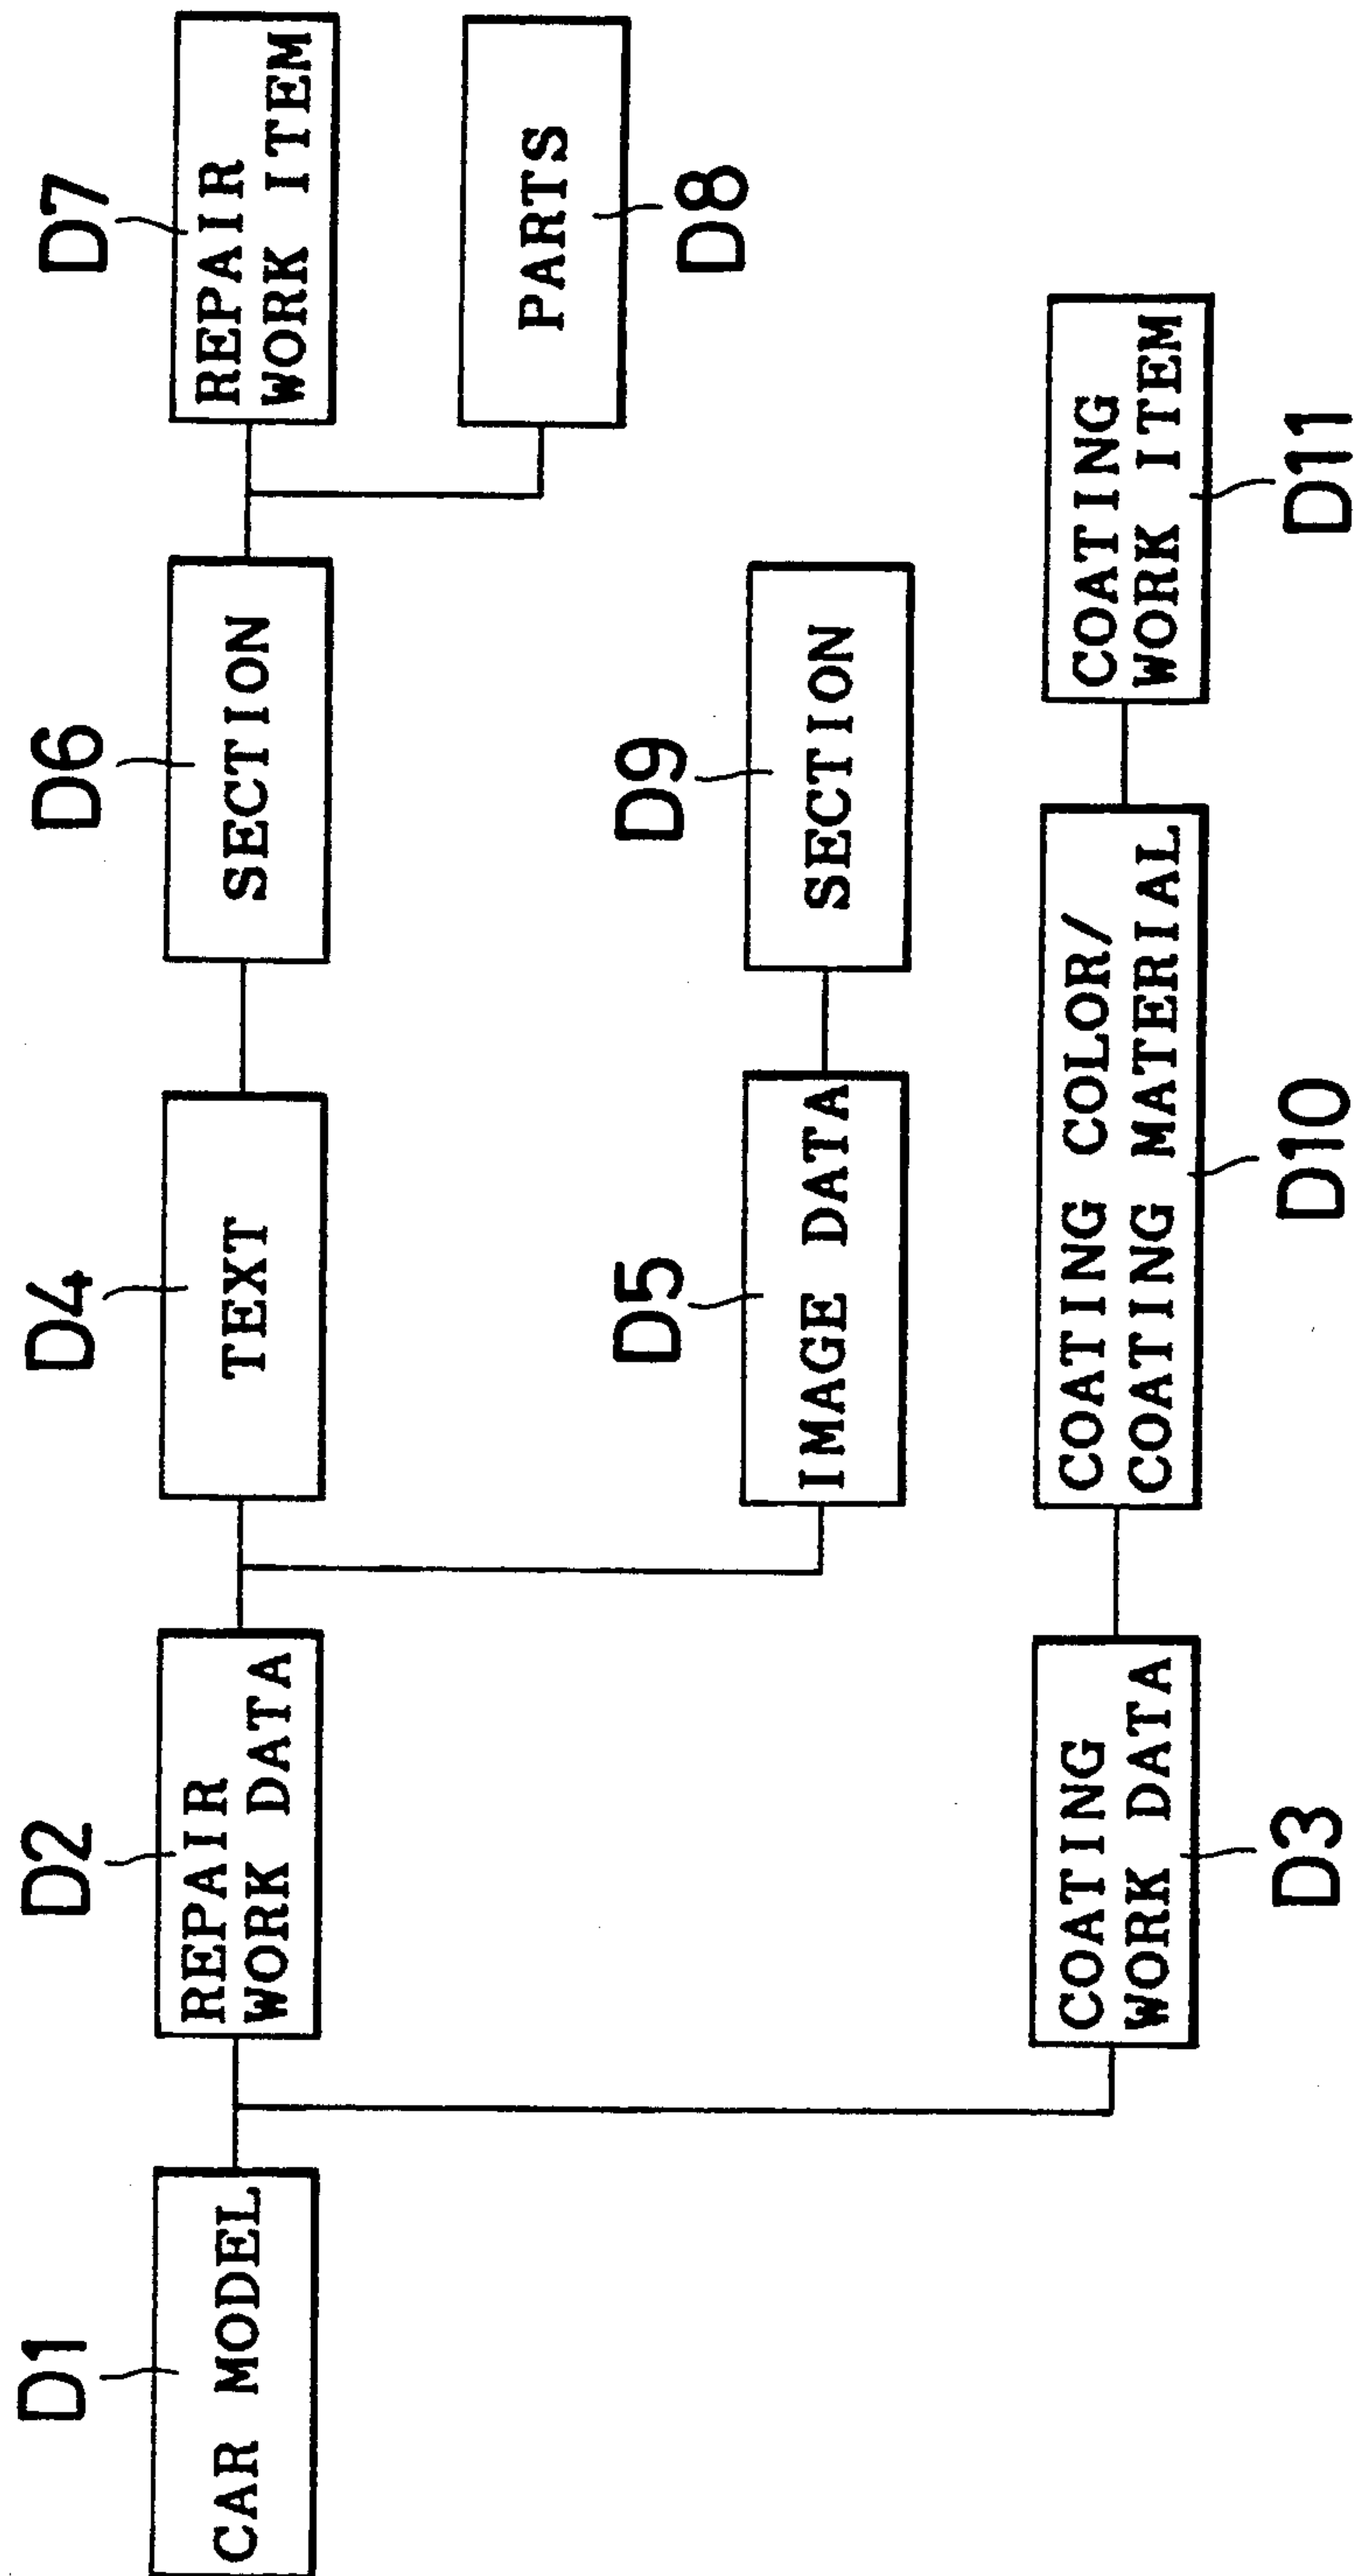 D1
CAR MODEL
D2
REPAIR
WORK DATA
D4
TEXT
D6
SECTION
D7
REPAIR
WORK ITEM
PARTS
D8
D5
IMAGE DATA
D9
SECTION
COATING
WORK DATA
D3
COATING COLOR/
COATING MATERIAL
D10
COATING
WORK ITEM
D11